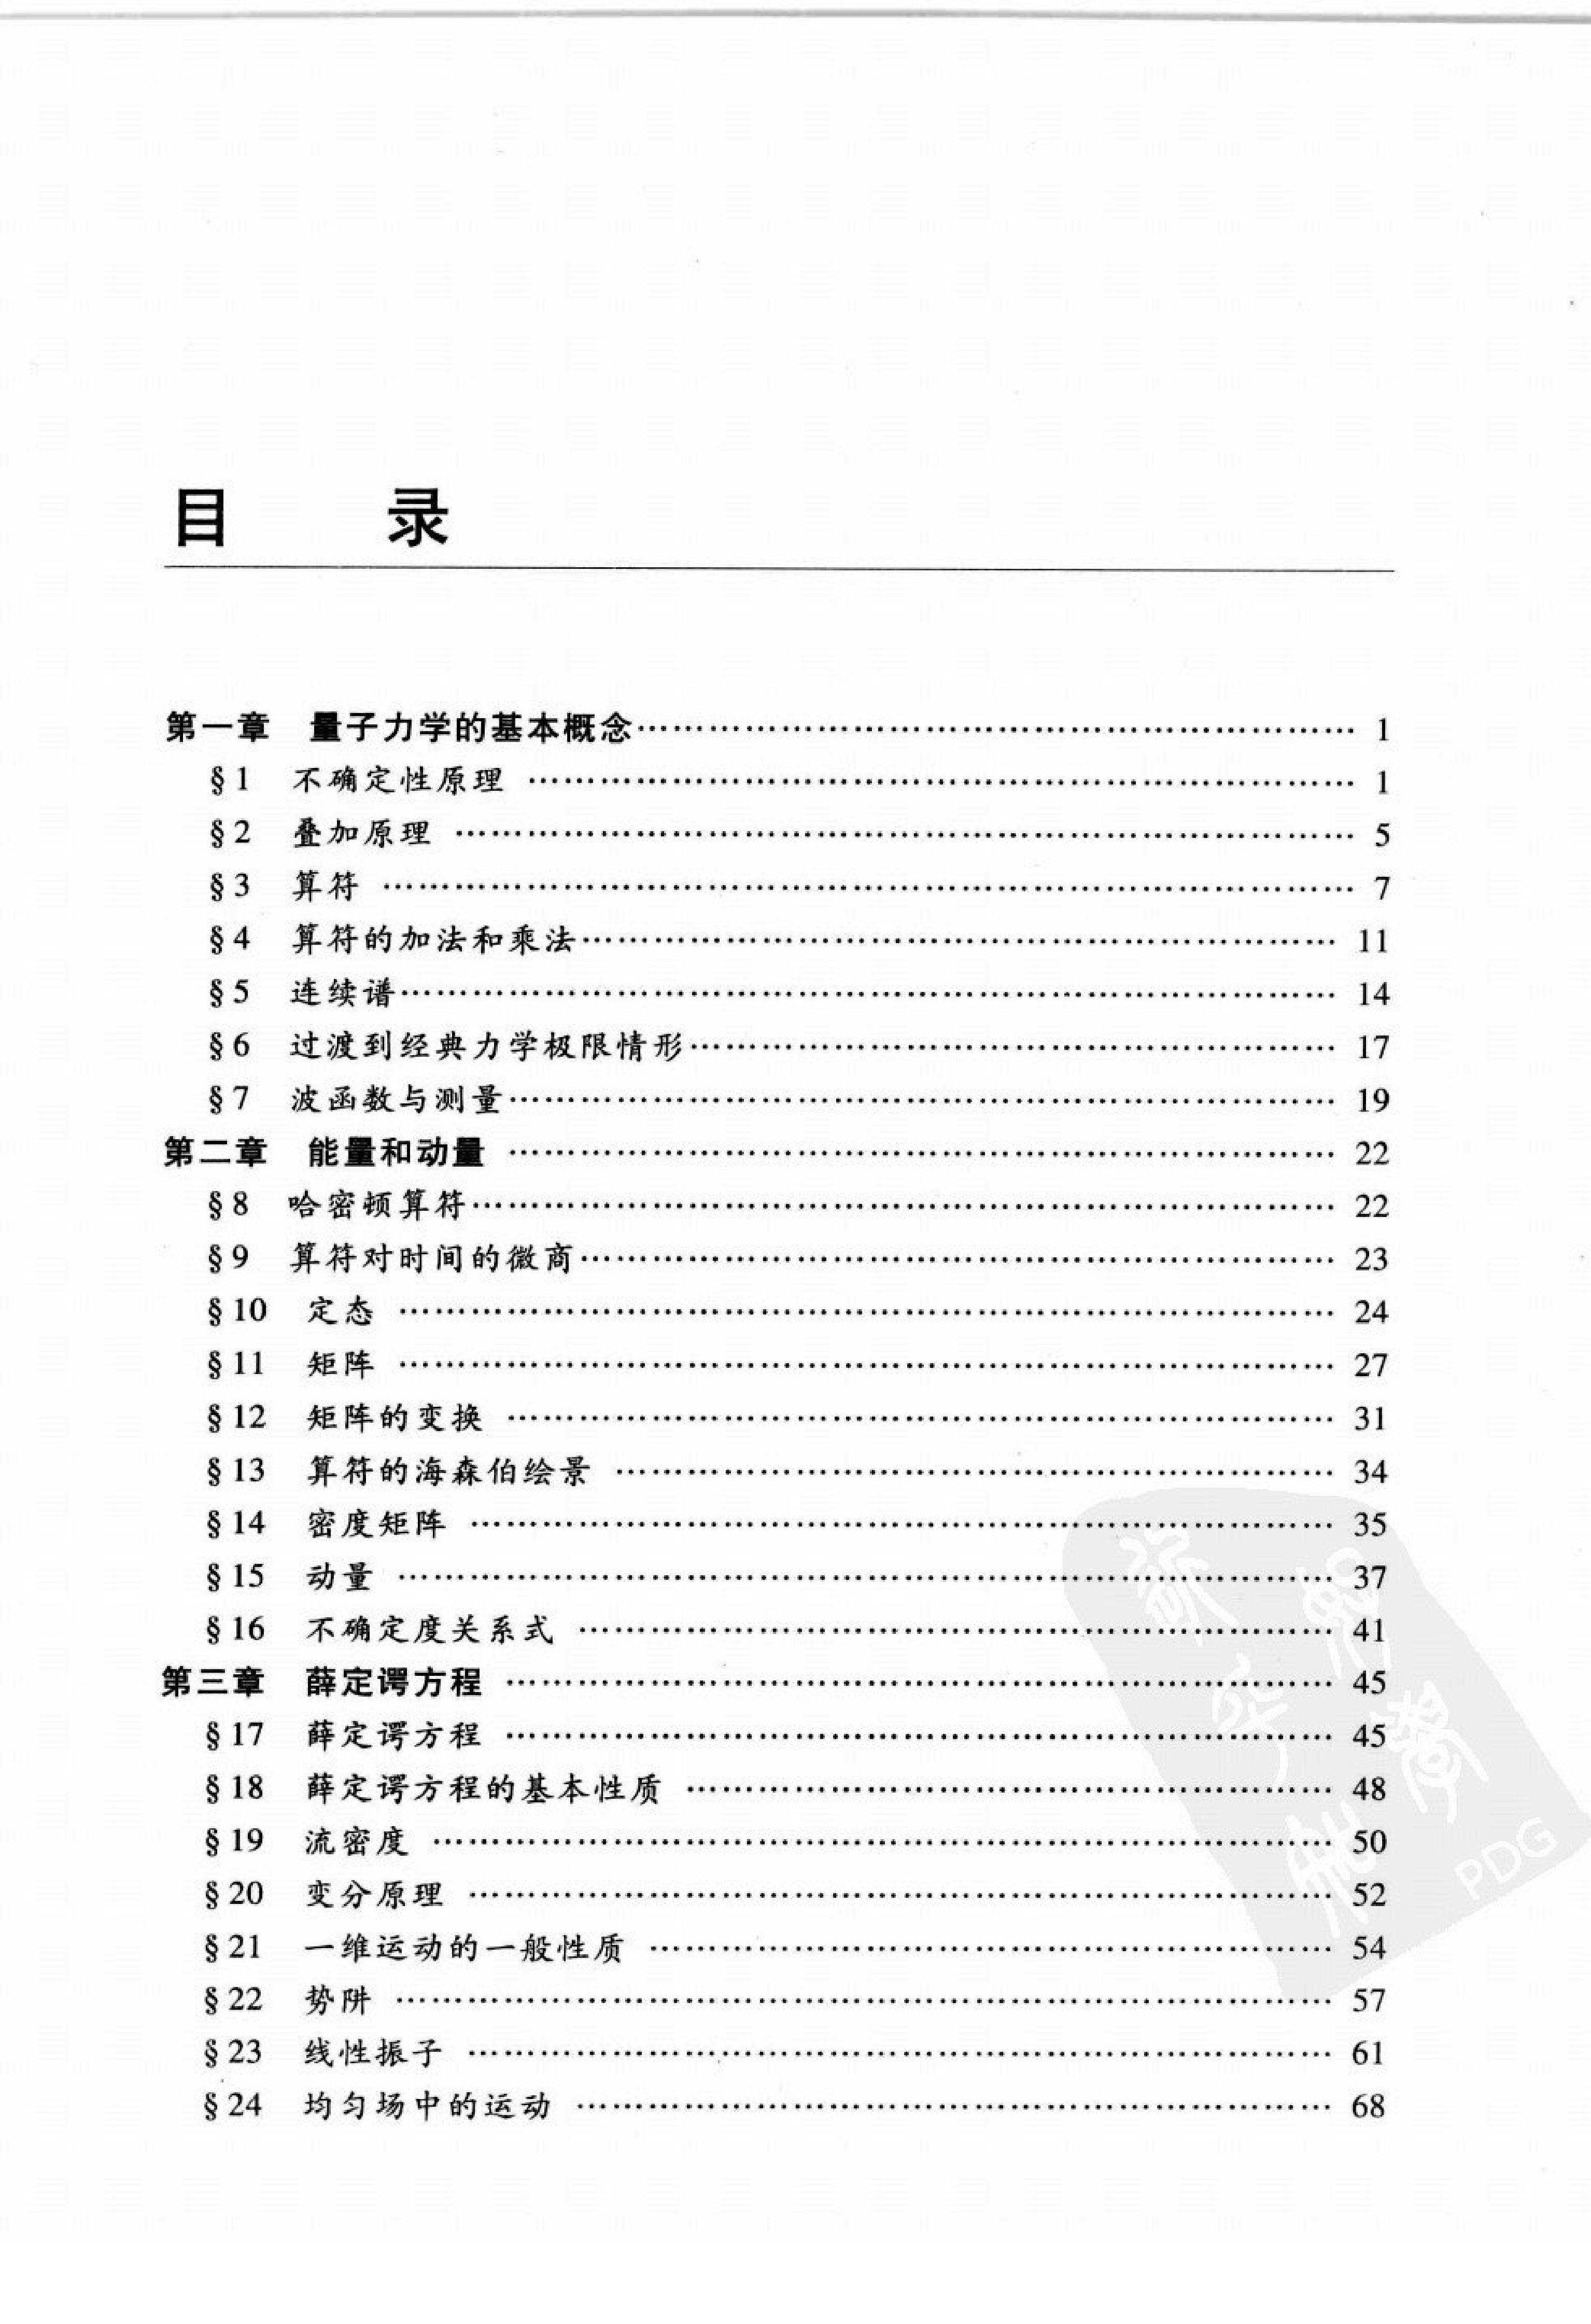 目 录
第一章 量子力学的基本概念…… 1
§1 不确定性原理 …… 1
§2 叠加原理 …… 5
§3 算符 …… 7
§4 算符的加法和乘法…… 11
§5 连续谱…… 14
§6 过渡到经典力学极限情形…… 17
§7 波函数与测量…… 19
第二章 能量和动量 …… 22
§8 哈密顿算符…… 22
§9 算符对时间的微商…… 23
§10 定态 …… 24
§11 矩阵 …… 27
§12 矩阵的变换 …… 31
§13 算符的海森伯绘景 …… 34
§14 密度矩阵 …… 35
§15 动量 …… 37
§16 不确定度关系式 …… 41
第三章 薛定谔方程 …… 45
§17 薛定谔方程 …… 45
§18 薛定谔方程的基本性质 …… 48
§19 流密度 …… 50
§20 变分原理 …… 52
§21 一维运动的一般性质 …… 54
§22 势阱 …… 57
§23 线性振子 …… 61
§24 均匀场中的运动 …… 68
PDG